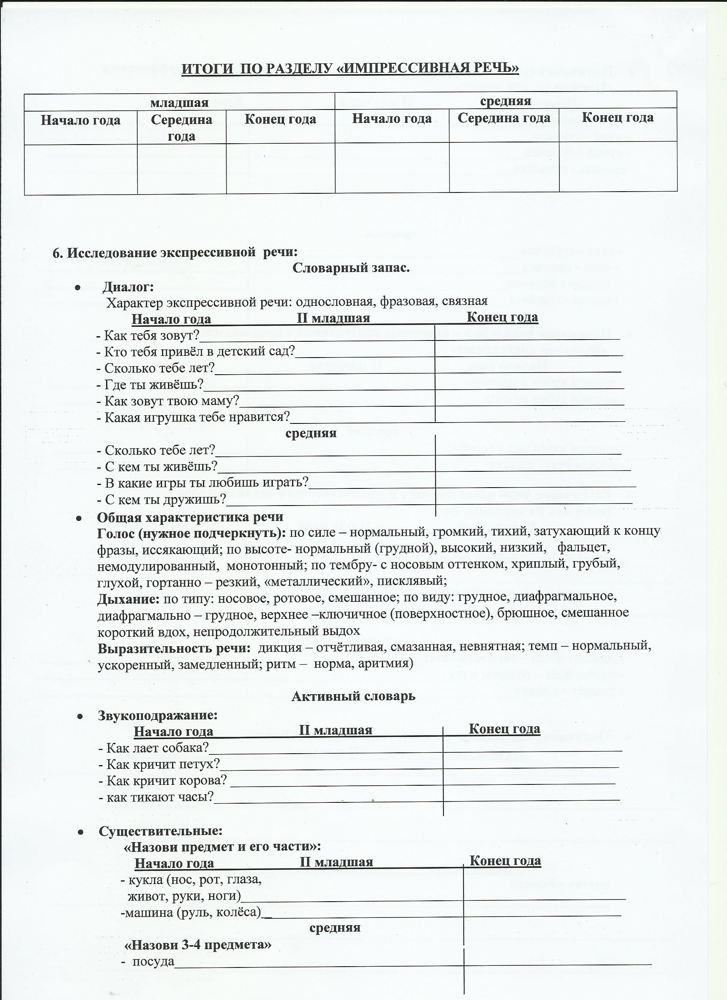 ИТОГИ ПО РАЗДЕЛУ «ИМПРЕССИВНАЯ РЕЧЬ»
младшая средняя
Начало года Середина года Конец года Начало года Середина года Конец года
6. Исследование экспрессивной речи:
Словарный запас.
• Диалог:
Характер экспрессивной речи: однословная, фразовая, связная
Начало года II младшая Конец года
- Как тебя зовут?
- Кто тебя привёл в детский сад?
- Сколько тебе лет?
- Где ты живёшь?
- Как зовут твою маму?
- Какая игрушка тебе нравится?
средняя
- Сколько тебе лет?
- С кем ты живёшь?
- В какие игры ты любишь играть?
- С кем ты дружишь?
• Общая характеристика речи
Голос (нужное подчеркнуть): по силе – нормальный, громкий, тихий, затухающий к концу
фразы, иссякающий; по высоте- нормальный (грудной), высокий, низкий, фальцет,
немодулированный, монотонный; по тембру- с носовым оттенком, хриплый, грубый,
глухой, гортанно – резкий, «металлический», писклявый;
Дыхание: по типу: носовое, ротовое, смешанное; по виду: грудное, диафрагмальное,
диафрагмально – грудное, верхнее –ключичное (поверхностное), брюшное, смешанное
короткий вдох, непродолжительный выдох
Выразительность речи: дикция – отчётливая, смазанная, невнятная; темп – нормальный,
ускоренный, замедленный; ритм – норма, аритмия)
Активный словарь
• Звукоподражание:
Начало года II младшая Конец года
- Как лает собака?
- Как кричит петух?
- Как кричит корова?
- как тикают часы?
• Существительные:
«Назови предмет и его части»:
Начало года II младшая Конец года
- кукла (нос, рот, глаза,
живот, руки, ноги)
-машина (руль, колёса)
средняя
«Назови 3-4 предмета»
- посуда